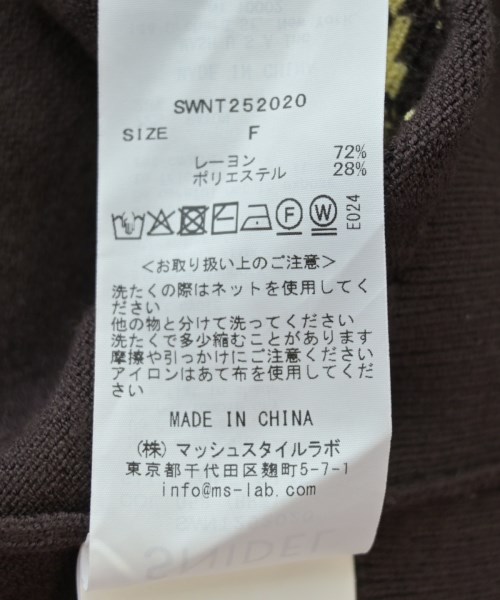 SWNT252020
SIZE F
レーヨン 72%
ポリエステル 28%
F W E024
<お取り扱い上のご注意>
洗たくの際はネットを使用してく
ださい
他の物と分けて洗ってください
洗たくで多少縮むことがあります
摩擦や引っかけにご注意ください
アイロンはあて布を使用してくだ
さい
MADE IN CHINA
(株) マッシュスタイルラボ
東京都千代田区麹町5-7-1
info@ms-lab.com
SNIDEL